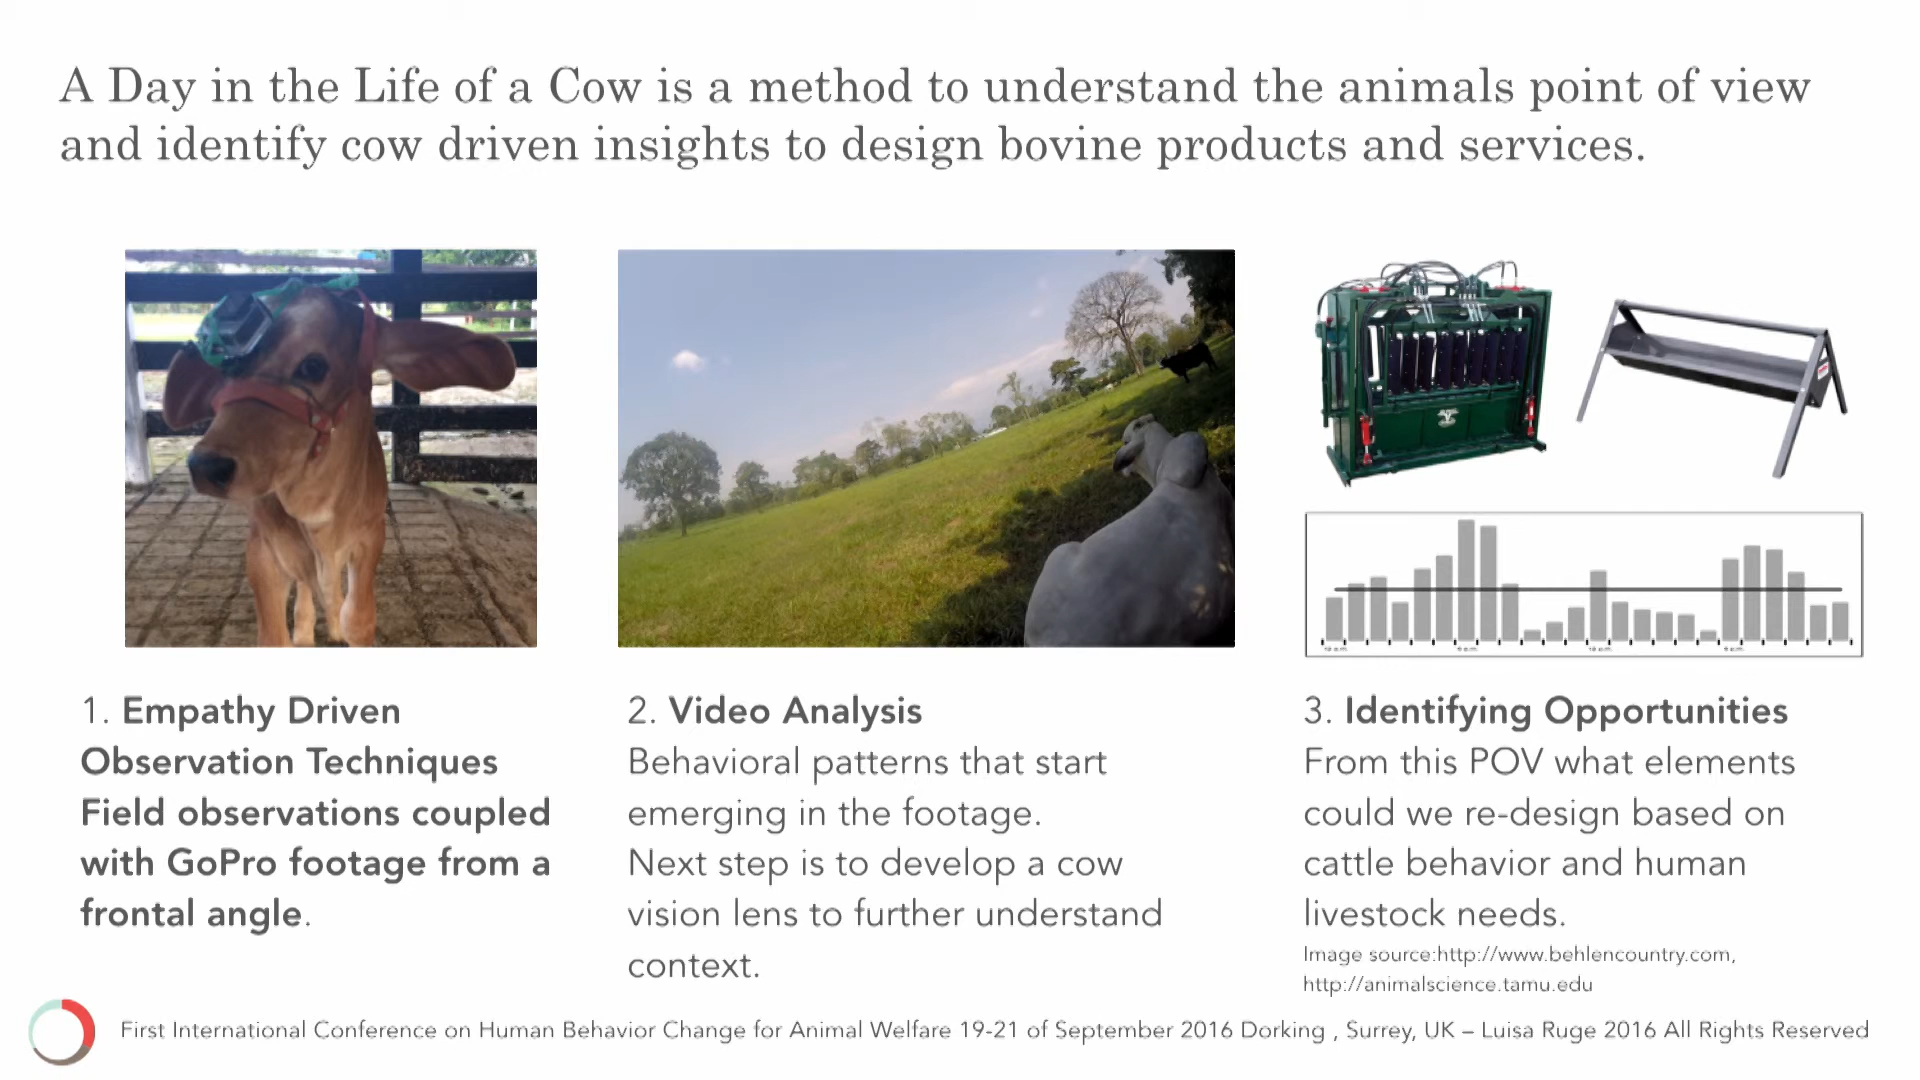 A Day in the Life of a Cow is a method to understand the animals point of view
and identify cow driven insights to design bovine products and services.
1. Empathy Driven
Observation Techniques
Field observations coupled
with GoPro footage from a
frontal angle.
2. Video Analysis
Behavioral patterns that start
emerging in the footage.
Next step is to develop a cow
vision lens to further understand
context.
3. Identifying Opportunities
From this POV what elements
could we re-design based on
cattle behavior and human
livestock needs.
Image source:http://www.behlencountry.com,
http://animalscience.tamu.edu
First International Conference on Human Behavior Change for Animal Welfare 19-21 of September 2016 Dorking , Surrey, UK – Luisa Ruge 2016 All Rights Reserved